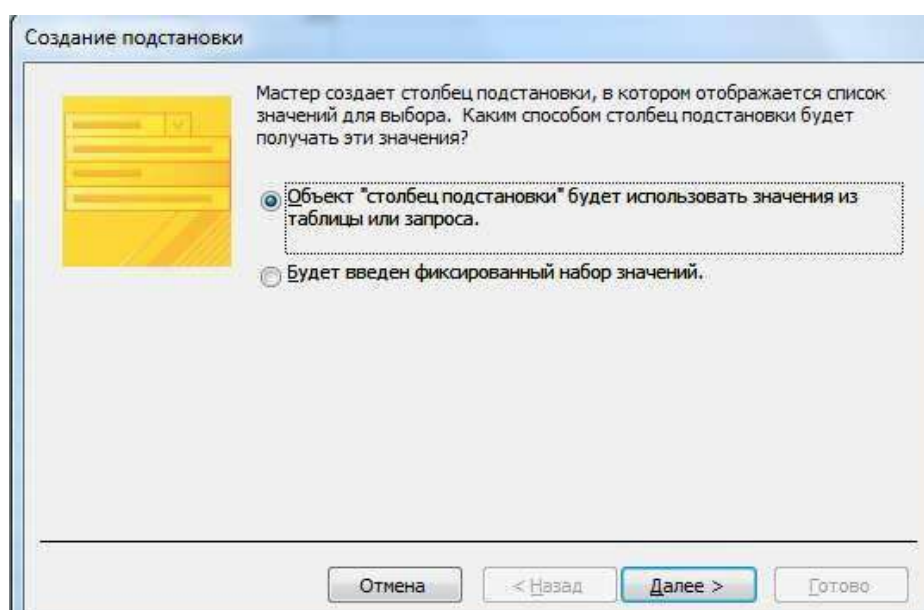 Создание подстановки
Мастер создает столбец подстановки, в котором отображается список
значений для выбора. Каким способом столбец подстановки будет
получать эти значения?
Объект "столбец подстановки" будет использовать значения из
таблицы или запроса.
Будет введен фиксированный набор значений.
Отмена
< Назад
Далее >
Готово